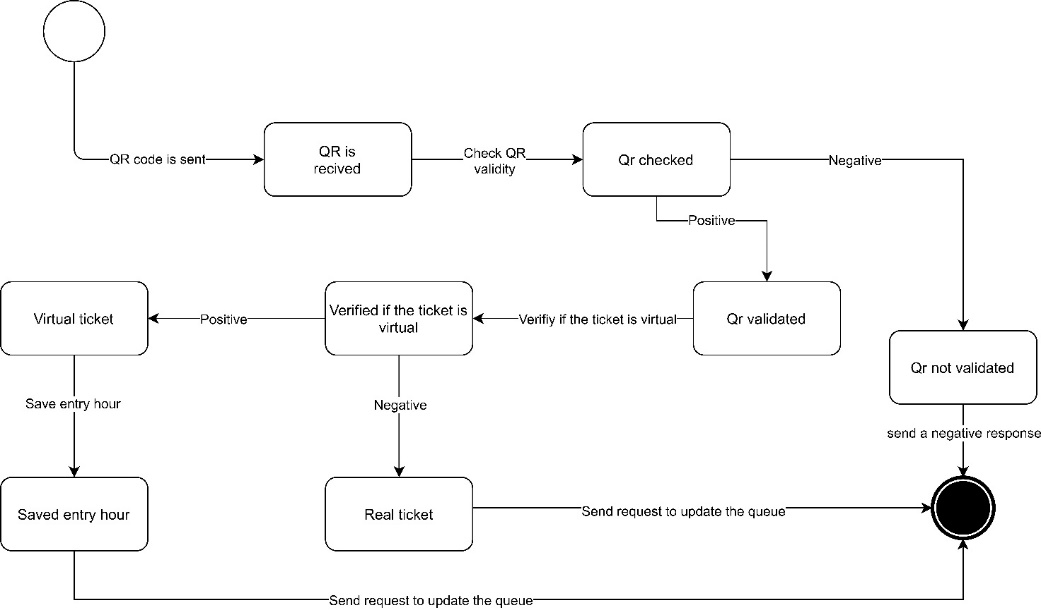 QR code is sent
QR is
recived
Check QR
validity
Qr checked
Negative
Positive
Virtual ticket
Positive
Verified if the ticket is
virtual
Verifiy if the ticket is virtual
Qr validated
Qr not validated
Save entry hour
Negative
send a negative response
Saved entry hour
Real ticket
Send request to update the queue
Send request to update the queue